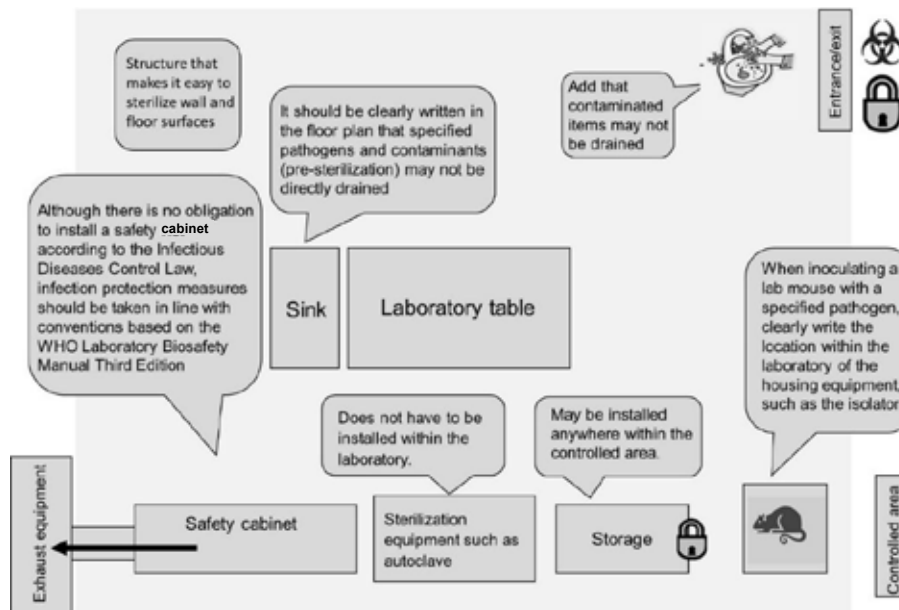 Structure that
makes it easy to
sterilize wall and
floor surfaces
It should be clearly written in
the floor plan that specified
pathogens and contaminants
(pre-sterilization) may not be
directly drained
Add that
contaminated
items may not
be drained
Entrance/exit
Although there is no obligation
to install a safety cabinet
according to the Infectious
Diseases Control Law,
infection protection measures
should be taken in line with
conventions based on the
WHO Laboratory Biosafety
Manual Third Edition
Sink
Laboratory table
When inoculating a
lab mouse with a
specified pathogen,
clearly write the
location within the
laboratory of the
housing equipment,
such as the isolator
Does not have to be
installed within the
laboratory.
May be installed
anywhere within the
controlled area.
Exhaust equipment
Safety cabinet
Sterilization
equipment such as
autoclave
Storage
Controlled area